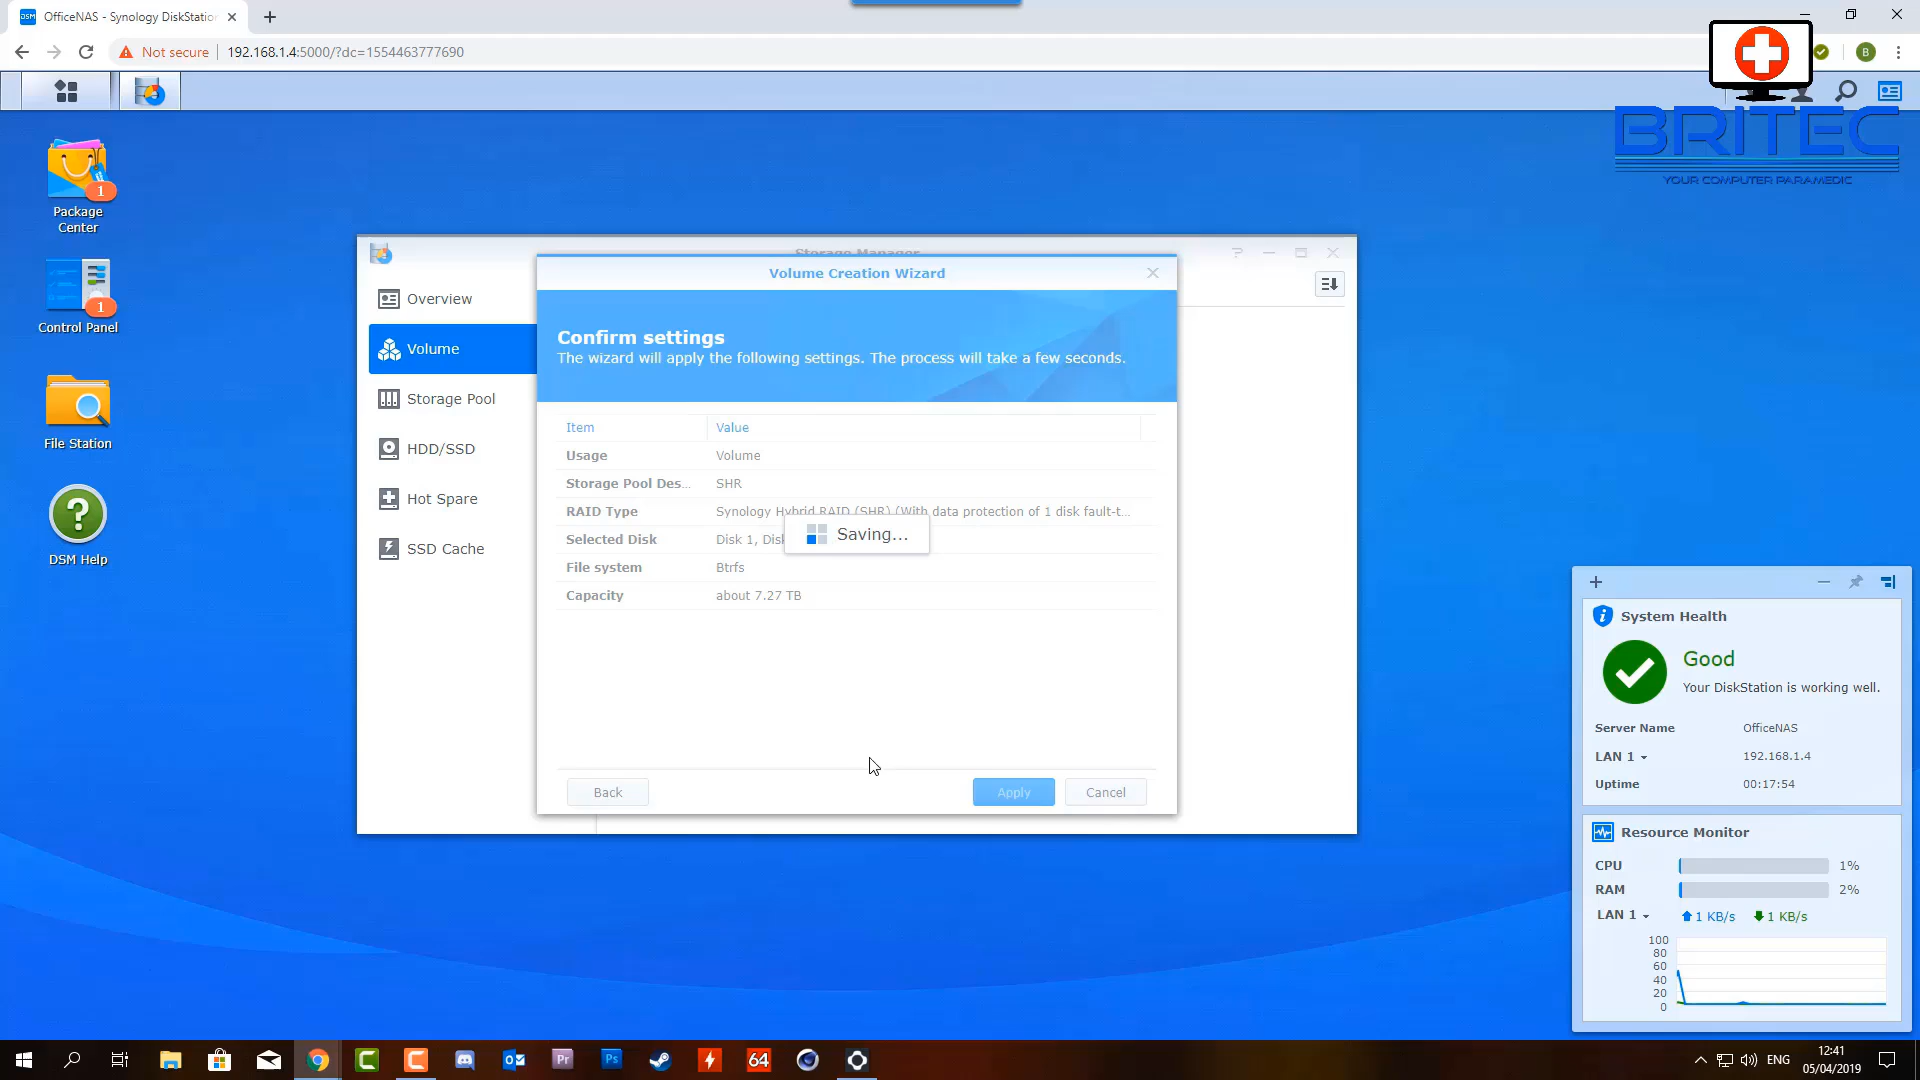 OfficeNAS - Synology DiskStation
Not secure
192.168.1.4:5000/?dc=1554463777690
B
BRITEC
YOUR COMPUTER PARAMEDIC
1
Package
Center
1
Control Panel
File Station
?
DSM Help
Storage Manager
Overview
Volume
Storage Pool
HDD/SSD
Hot Spare
SSD Cache
Volume Creation Wizard
Confirm settings
The wizard will apply the following settings. The process will take a few seconds.
Item Value
Usage Volume
Storage Pool Des... SHR
RAID Type Synology Hybrid RAID (SHR) (With data protection of 1 disk fault-t...
Selected Disk Disk 1,
Saving...
File system Btrfs
Capacity about 7.27 TB
Back
Apply
Cancel
System Health
Good
Your DiskStation is working well.
Server Name OfficeNAS
LAN 1 192.168.1.4
Uptime 00:17:54
Resource Monitor
CPU 1%
RAM 2%
LAN 1 1 KB/s 1 KB/s
100
80
60
40
20
0
Pr
Ps
64
ENG
12:41
05/04/2019